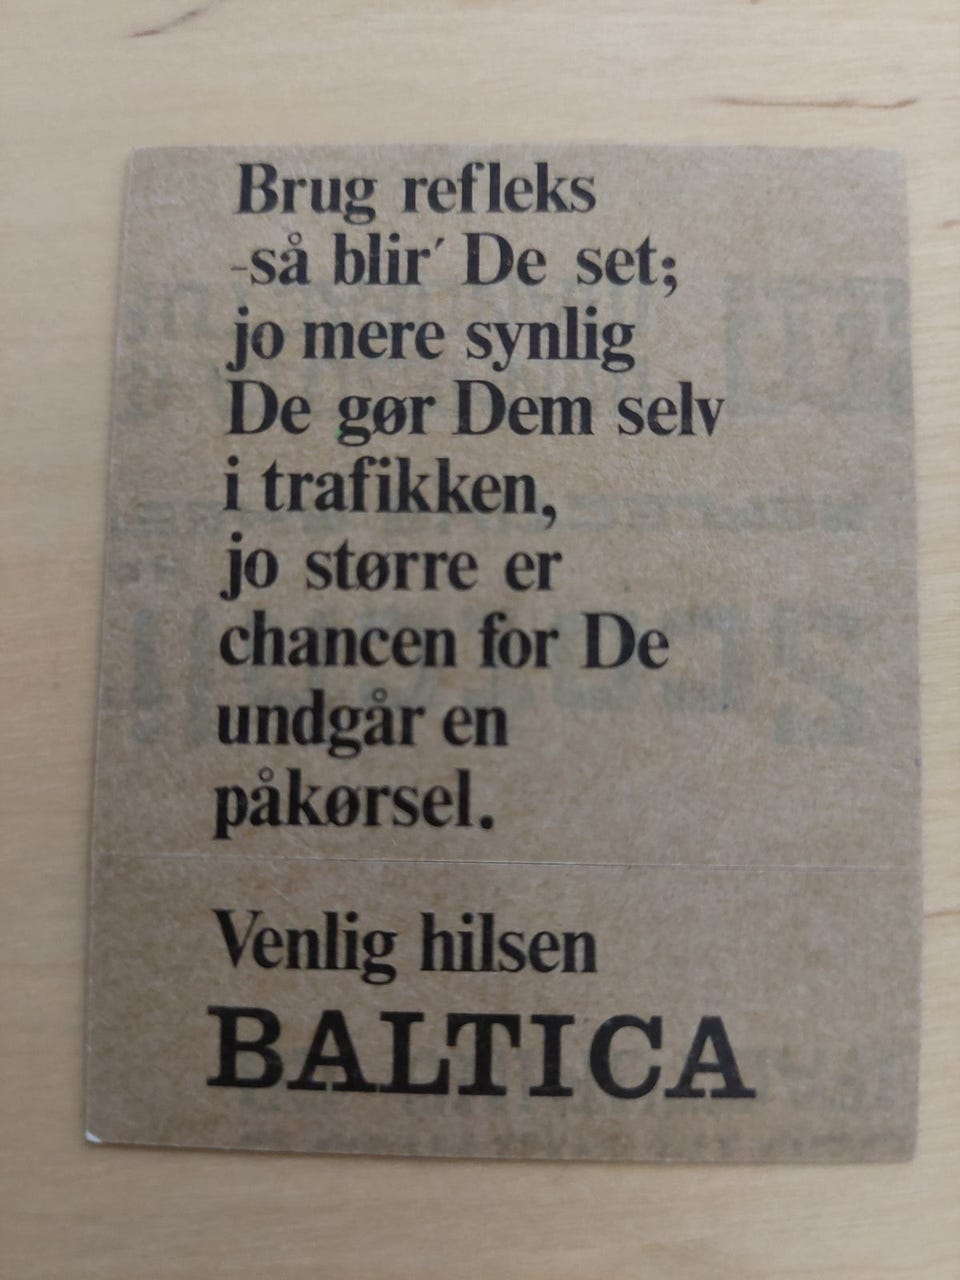 Brug refleks
-så blir´ De set;
jo mere synlig
De gør Dem selv
i trafikken,
jo større er
chancen for De
undgår en
påkørsel.
Venlig hilsen
BALTICA